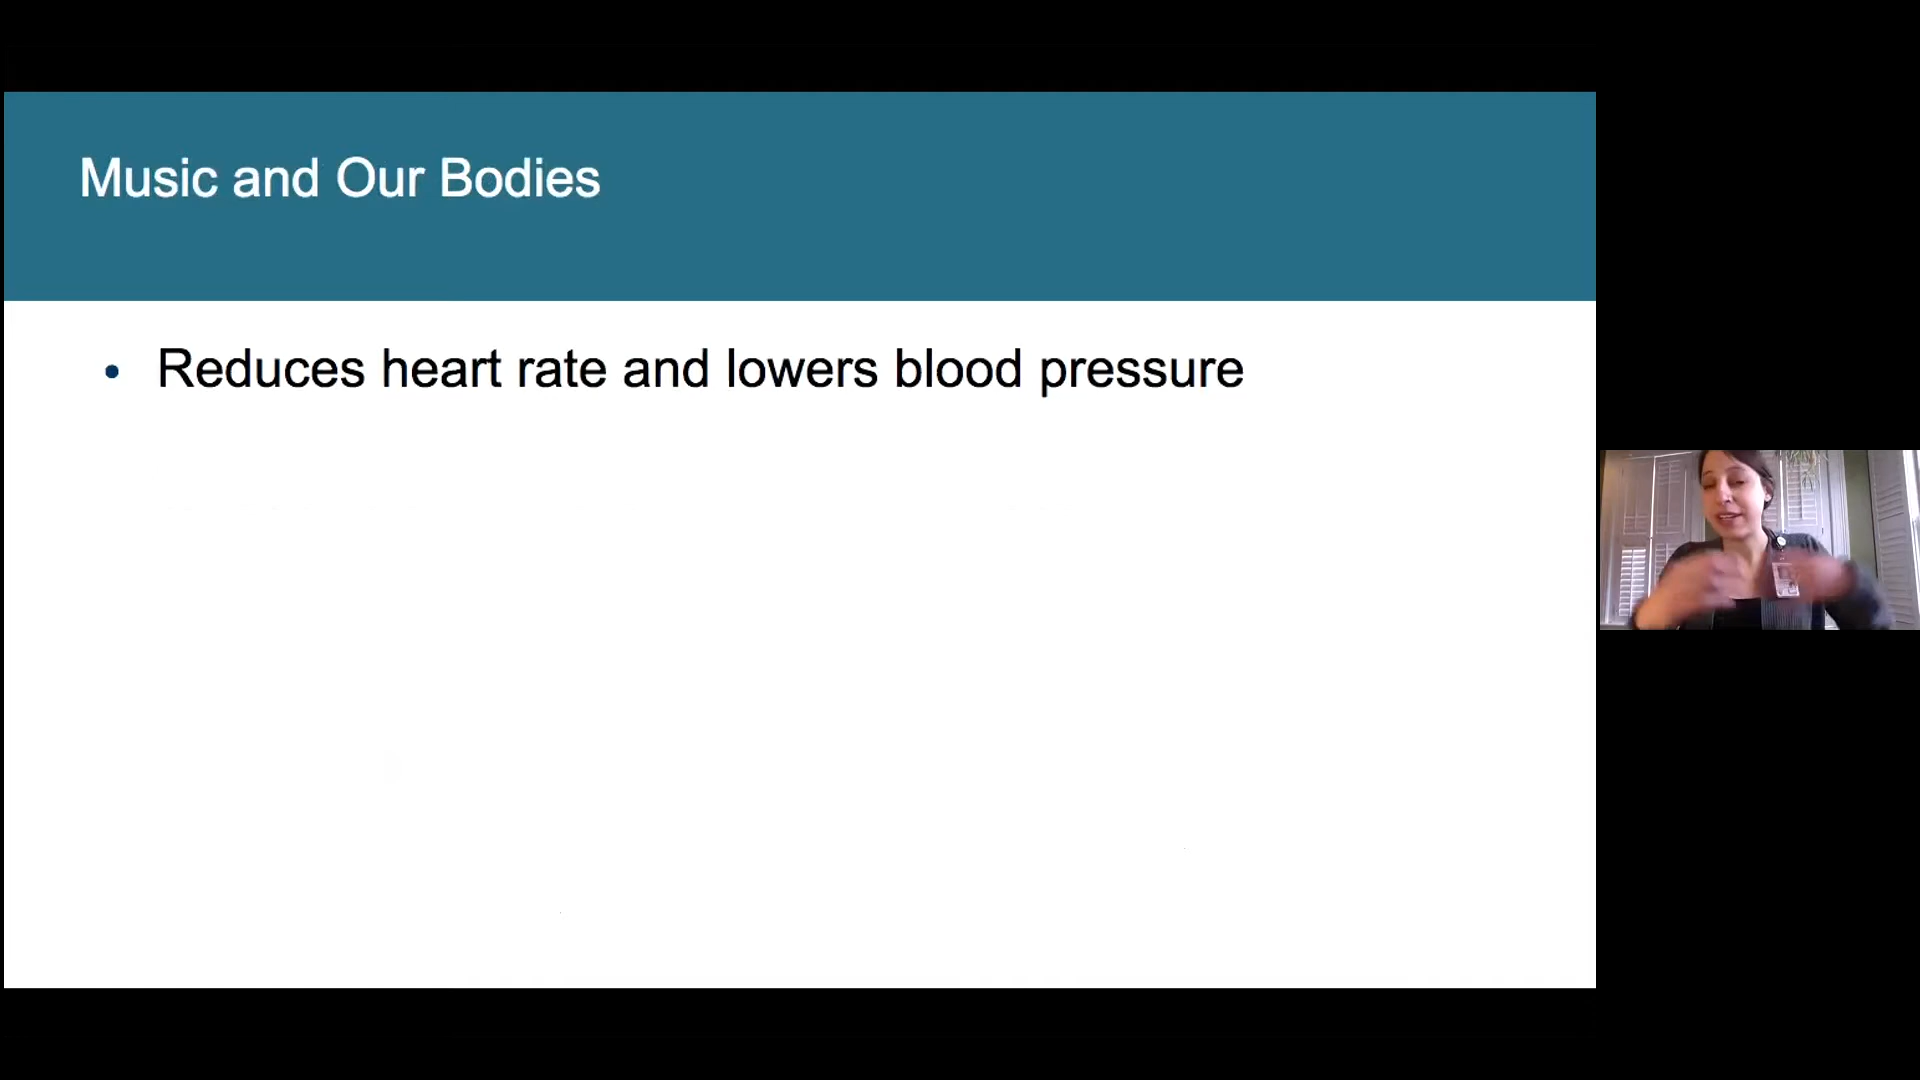 Music and Our Bodies
• Reduces heart rate and lowers blood pressure